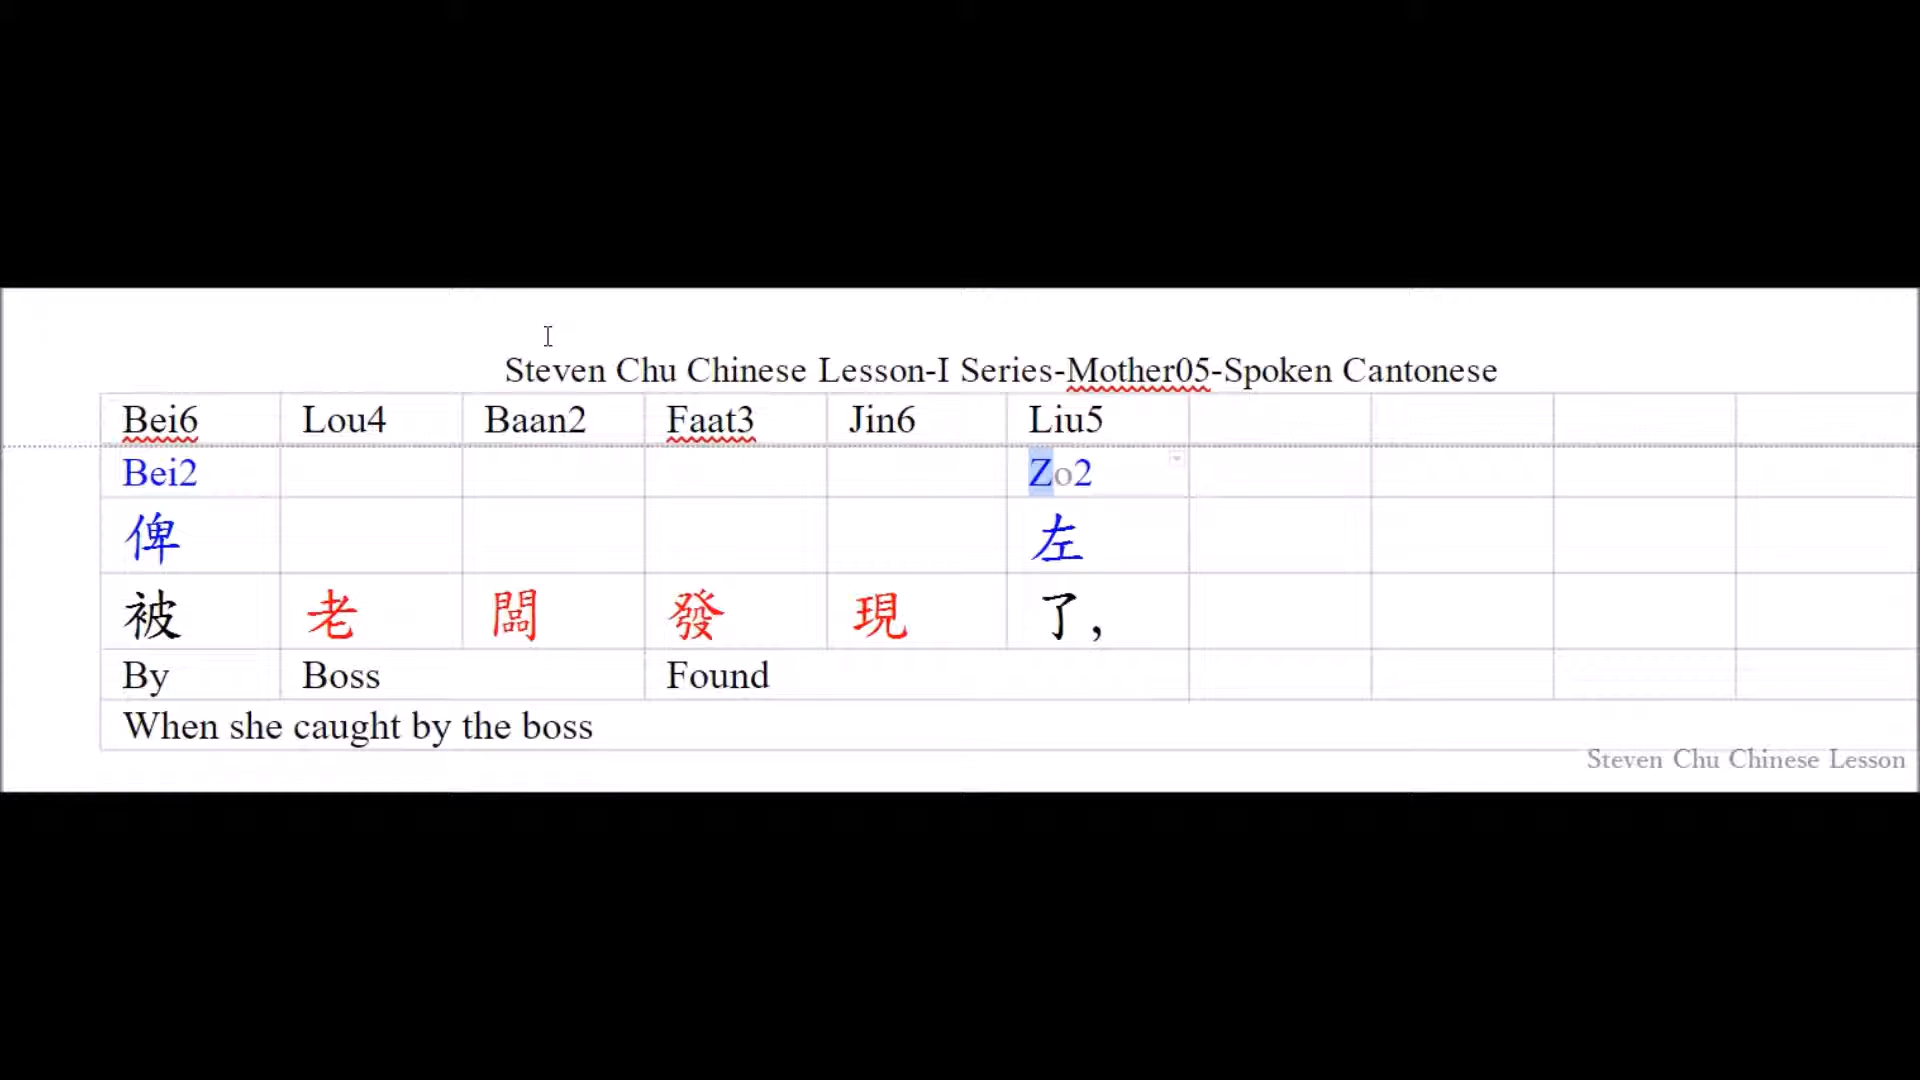 Steven Chu Chinese Lesson-I Series-Mother05-Spoken Cantonese
Bei6 Lou4 Baan2 Faat3 Jin6 Liu5
Bei2 Zo2
俾 左
被 老 闆 發 現 了,
By Boss Found
When she caught by the boss
Steven Chu Chinese Lesson